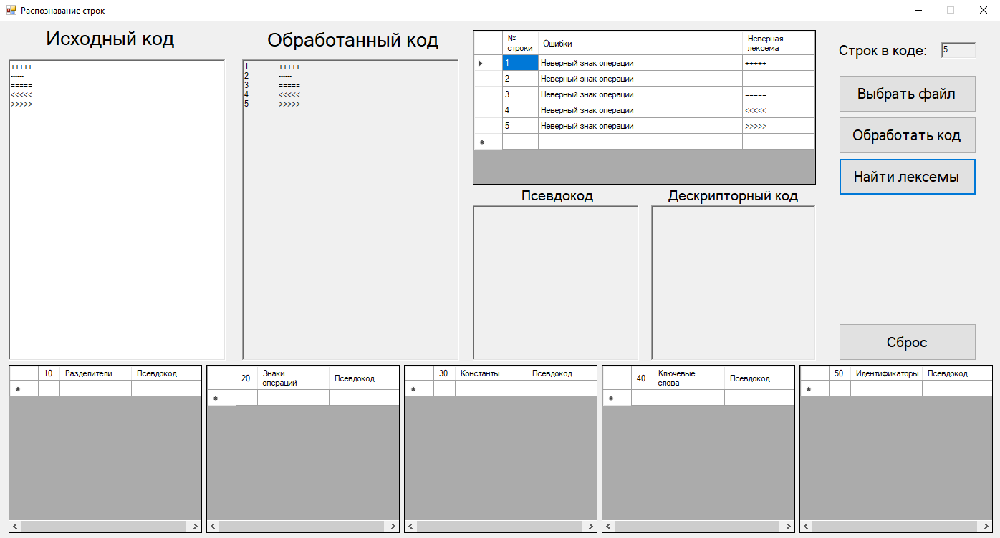 Распознавание строк
Исходный код
+++++
------
=====
<<<<<
>>>>>
Обработанный код
1 +++++
2 ------
3 =====
4 <<<<<
5 >>>>>
№ строки Ошибки Неверная лексема
1 Неверный знак операции +++++
2 Неверный знак операции ------
3 Неверный знак операции =====
4 Неверный знак операции <<<<<
5 Неверный знак операции >>>>>
Строк в коде: 5
Выбрать файл
Обработать код
Найти лексемы
Псевдокод
Дескрипторный код
Сброс
10 Разделители Псевдокод
20 Знаки операций Псевдокод
30 Константы Псевдокод
40 Ключевые слова Псевдокод
50 Идентификаторы Псевдокод